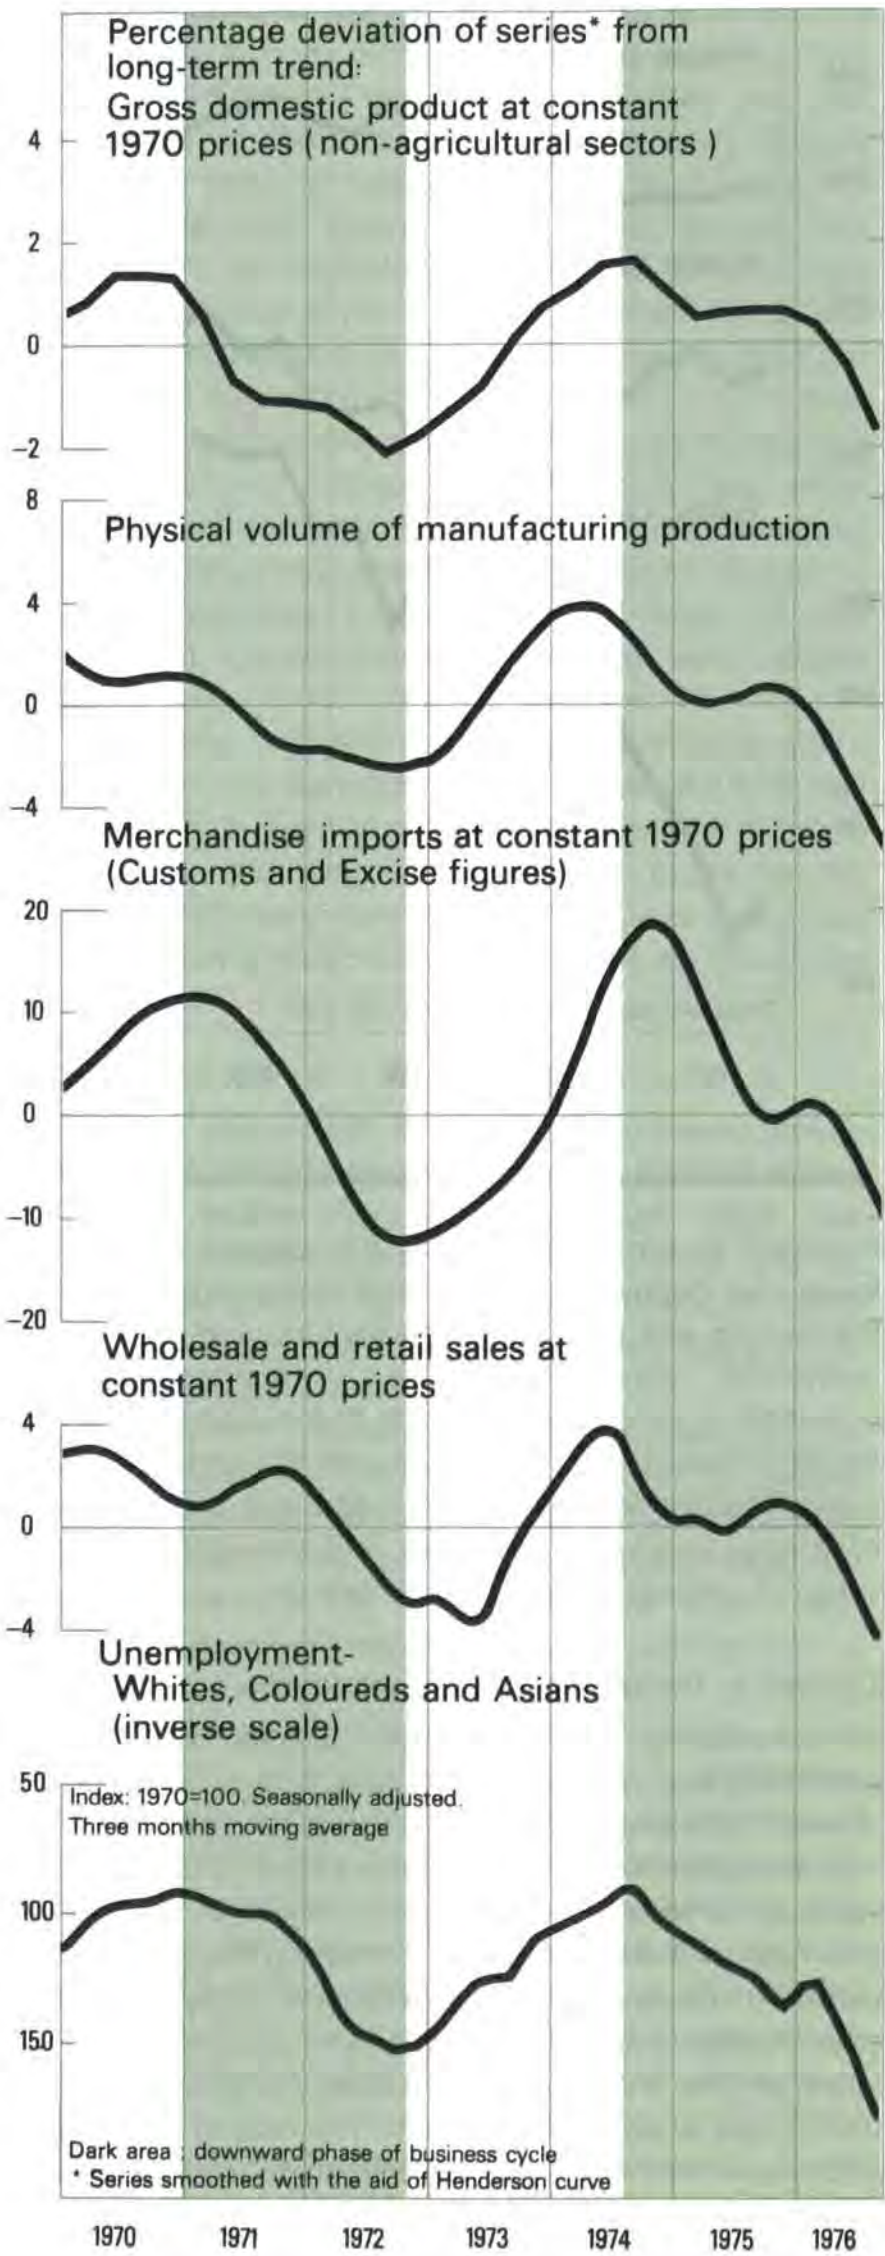 Percentage deviation of series* from
long-term trend:
Gross domestic product at constant
1970 prices (non-agricultural sectors)
4
2
0
–2
8
Physical volume of manufacturing production
4
0
–4
Merchandise imports at constant 1970 prices
(Customs and Excise figures)
20
10
0
–10
–20
Wholesale and retail sales at
constant 1970 prices
4
0
–4
Unemployment-
Whites, Coloureds and Asians
(inverse scale)
50
Index: 1970=100. Seasonally adjusted.
Three months moving average
100
150
Dark area : downward phase of business cycle
* Series smoothed with the aid of Henderson curve
1970 1971 1972 1973 1974 1975 1976